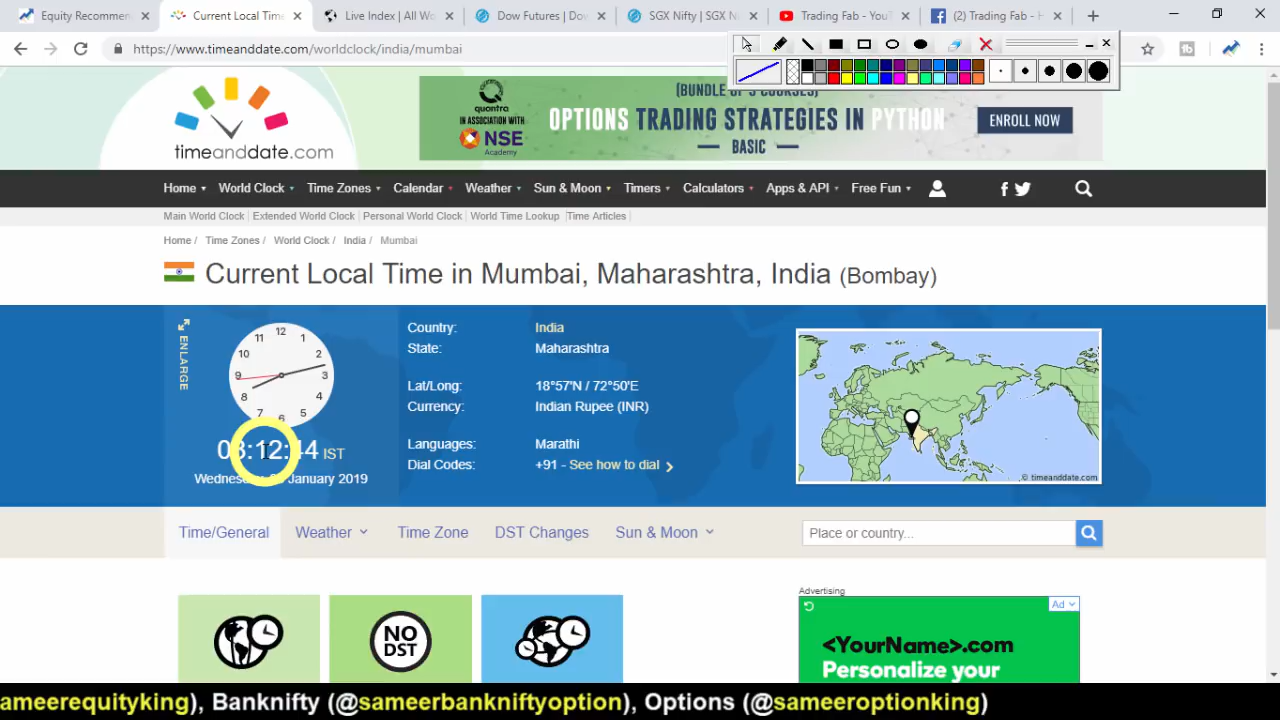 Equity Recommen
Current Local Time
Live Index | All Wo
Dow Futures | Dow
SGX Nifty | SGX N
Trading Fab - You
(2) Trading Fab - H
https://www.timeanddate.com/worldclock/india/mumbai
timeanddate.com
quantra
IN ASSOCIATION WITH
NSE
Academy
(BUNDLE OF 3 COURSES)
OPTIONS TRADING STRATEGIES IN PYTHON
BASIC
ENROLL NOW
Home World Clock Time Zones Calendar Weather Sun & Moon Timers Calculators Apps & API Free Fun
Main World Clock Extended World Clock Personal World Clock World Time Lookup Time Articles
Home / Time Zones / World Clock / India / Mumbai
Current Local Time in Mumbai, Maharashtra, India (Bombay)
ENLARGE
12 1 2 3 4 5 6 7 8 9 10 11
08:12:44 IST
January 2019
Country: India
State: Maharashtra
Lat/Long: 18°57'N / 72°50'E
Currency: Indian Rupee (INR)
Languages: Marathi
Dial Codes: +91 - See how to dial
© timeanddate.com
Time/General Weather Time Zone DST Changes Sun & Moon
Place or country...
NO
DST
Advertising
Ad
<YourName>.com
Personalize your
ameerequityking), Banknifty (@sameerbankniftyoption), Options (@sameeroptionking)